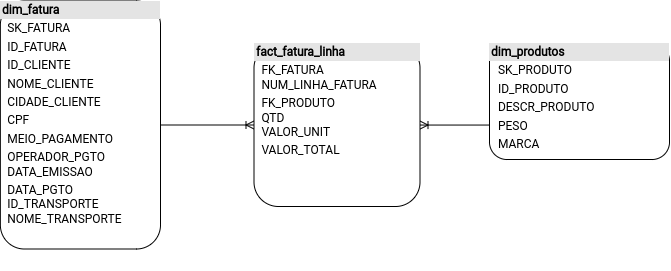 dim_fatura
SK_FATURA
ID_FATURA
ID_CLIENTE
NOME_CLIENTE
CIDADE_CLIENTE
CPF
MEIO_PAGAMENTO
OPERADOR_PGTO
DATA_EMISSAO
DATA_PGTO
ID_TRANSPORTE
NOME_TRANSPORTE
fact_fatura_linha
FK_FATURA
NUM_LINHA_FATURA
FK_PRODUTO
QTD
VALOR_UNIT
VALOR_TOTAL
dim_produtos
SK_PRODUTO
ID_PRODUTO
DESCR_PRODUTO
PESO
MARCA